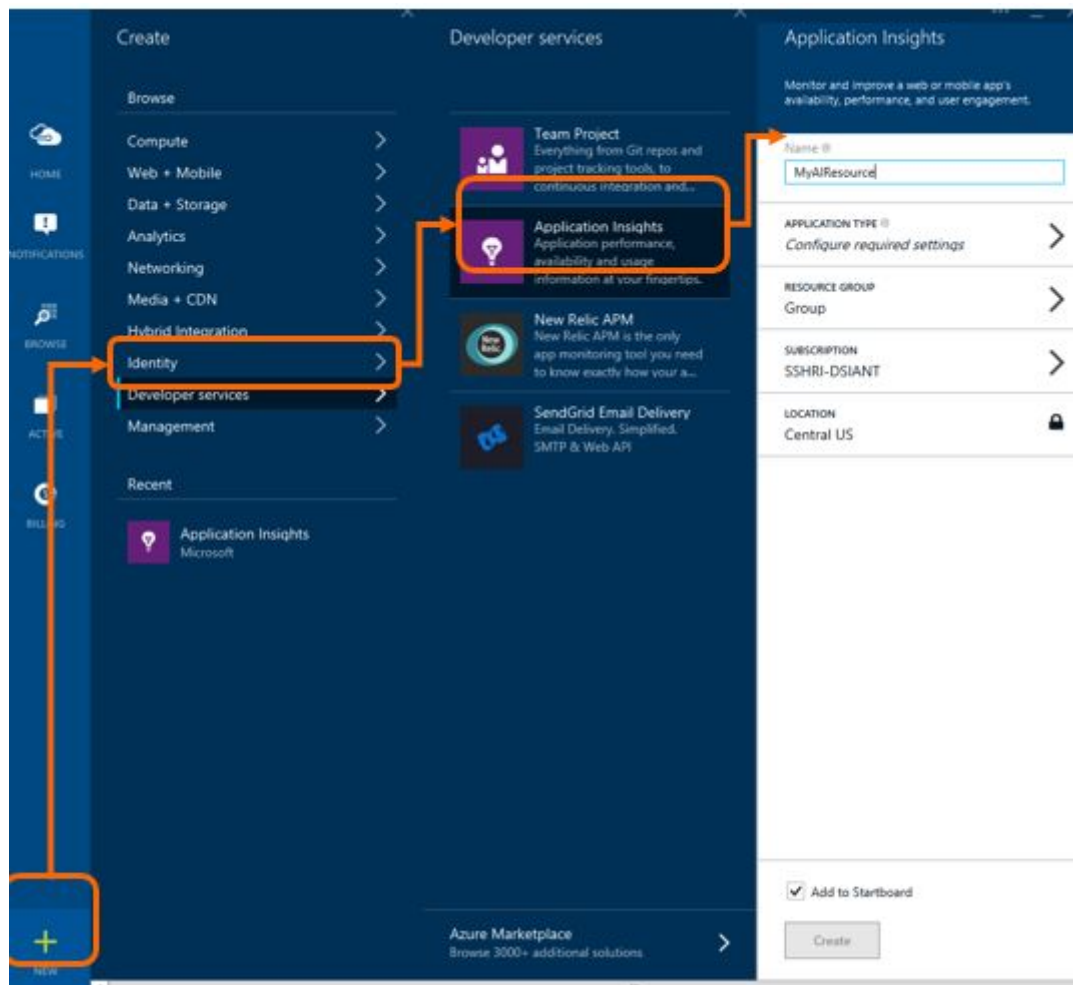 HOME
NOTIFICATIONS
BROWSE
ACTIVE
BILLING
NEW
Create
Browse
Compute
Web + Mobile
Data + Storage
Analytics
Networking
Media + CDN
Hybrid Integration
Identity
Developer services
Management
Recent
Application Insights
Microsoft
Developer services
Team Project
Everything from Git repos and
project tracking tools, to
continuous integration and...
Application Insights
Application performance,
availability and usage
information at your fingertips.
New Relic
New Relic APM
New Relic APM is the only
app monitoring tool you need
to know exactly how your a...
SendGrid Email Delivery
Email Delivery. Simplified.
SMTP & Web API
Azure Marketplace
Browse 3000+ additional solutions
Application Insights
Monitor and improve a web or mobile app's
availability, performance, and user engagement.
Name
MyAIResource
APPLICATION TYPE
Configure required settings
RESOURCE GROUP
Group
SUBSCRIPTION
SSHRI-DSIANT
LOCATION
Central US
Add to Startboard
Create